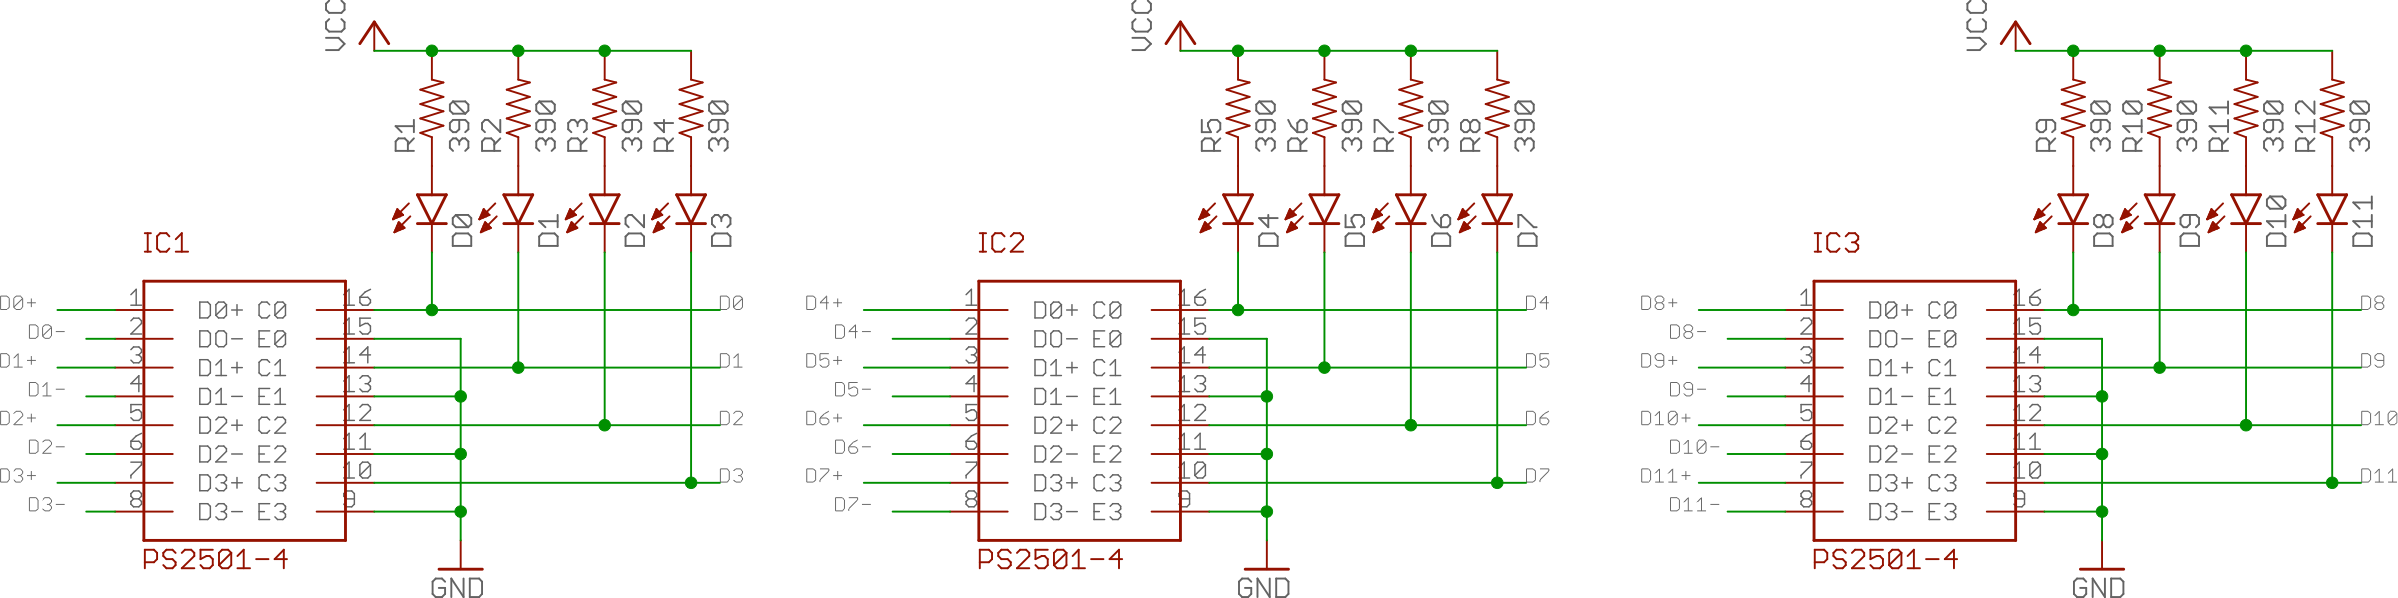 VCC VCC VCC
R1 390 R2 390 R3 390 R4 390 R5 390 R6 390 R7 390 R8 390 R9 390 R10 390 R11 390 R12 390
D0 D1 D2 D3 D4 D5 D6 D7 D8 D9 D10 D11
IC1 IC2 IC3
D0+ 1 D0+ C0 16 D0 D4+ 1 D0+ C0 16 D4 D8+ 1 D0+ C0 16 D8
D0- 2 DO- E0 15 D4- 2 DO- E0 15 D8- 2 DO- E0 15
D1+ 3 D1+ C1 14 D1 D5+ 3 D1+ C1 14 D5 D9+ 3 D1+ C1 14 D9
D1- 4 D1- E1 13 D5- 4 D1- E1 13 D9- 4 D1- E1 13
D2+ 5 D2+ C2 12 D2 D6+ 5 D2+ C2 12 D6 D10+ 5 D2+ C2 12 D10
D2- 6 D2- E2 11 D6- 6 D2- E2 11 D10- 6 D2- E2 11
D3+ 7 D3+ C3 10 D3 D7+ 7 D3+ C3 10 D7 D11+ 7 D3+ C3 10 D11
D3- 8 D3- E3 9 D7- 8 D3- E3 9 D11- 8 D3- E3 9
PS2501-4 PS2501-4 PS2501-4
GND GND GND